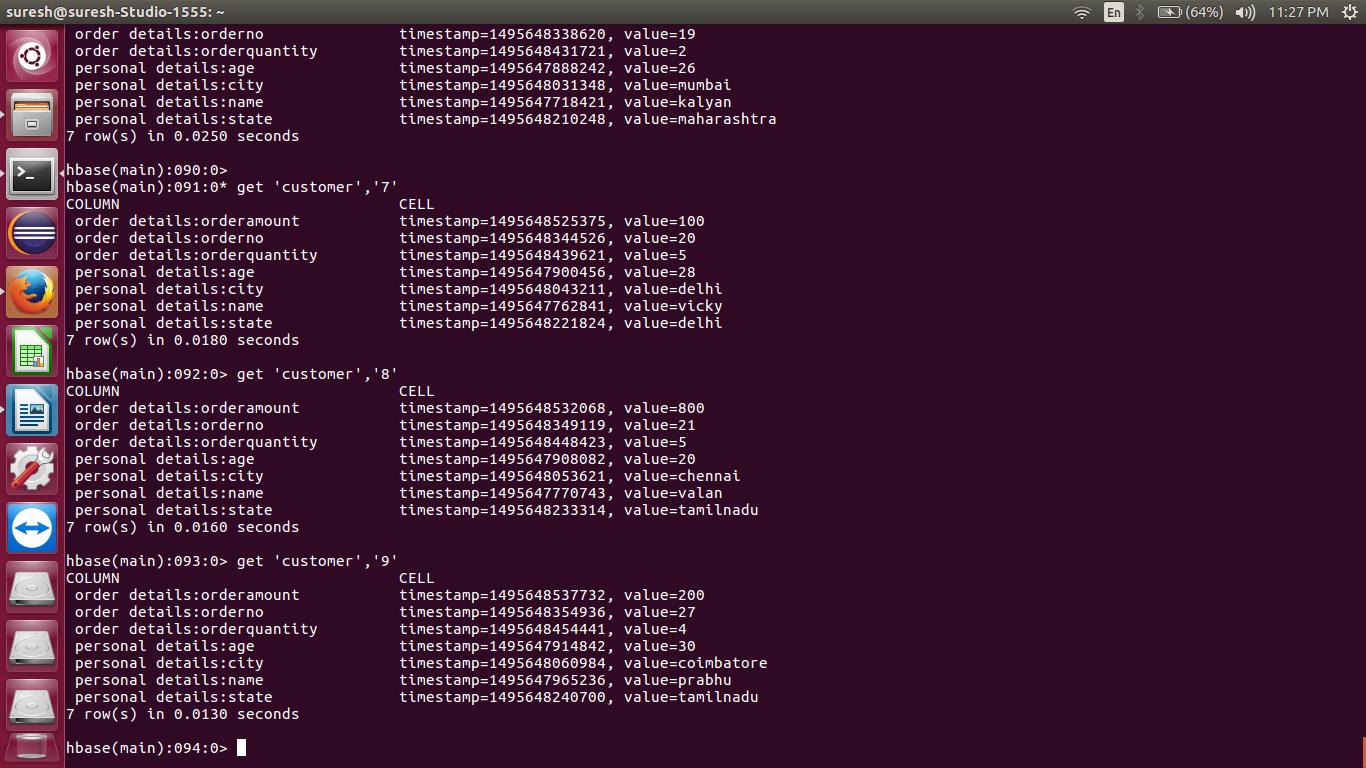 suresh@suresh-Studio-1555: ~
En (64%) 11:27 PM
order details:orderno timestamp=1495648338620, value=19
order details:orderquantity timestamp=1495648431721, value=2
personal details:age timestamp=1495647888242, value=26
personal details:city timestamp=1495648031348, value=mumbai
personal details:name timestamp=1495647718421, value=kalyan
personal details:state timestamp=1495648210248, value=maharashtra
7 row(s) in 0.0250 seconds
hbase(main):090:0>
hbase(main):091:0* get 'customer','7'
COLUMN CELL
order details:orderamount timestamp=1495648525375, value=100
order details:orderno timestamp=1495648344526, value=20
order details:orderquantity timestamp=1495648439621, value=5
personal details:age timestamp=1495647900456, value=28
personal details:city timestamp=1495648043211, value=delhi
personal details:name timestamp=1495647762841, value=vicky
personal details:state timestamp=1495648221824, value=delhi
7 row(s) in 0.0180 seconds
hbase(main):092:0> get 'customer','8'
COLUMN CELL
order details:orderamount timestamp=1495648532068, value=800
order details:orderno timestamp=1495648349119, value=21
order details:orderquantity timestamp=1495648448423, value=5
personal details:age timestamp=1495647908082, value=20
personal details:city timestamp=1495648053621, value=chennai
personal details:name timestamp=1495647770743, value=valan
personal details:state timestamp=1495648233314, value=tamilnadu
7 row(s) in 0.0160 seconds
hbase(main):093:0> get 'customer','9'
COLUMN CELL
order details:orderamount timestamp=1495648537732, value=200
order details:orderno timestamp=1495648354936, value=27
order details:orderquantity timestamp=1495648454441, value=4
personal details:age timestamp=1495647914842, value=30
personal details:city timestamp=1495648060984, value=coimbatore
personal details:name timestamp=1495647965236, value=prabhu
personal details:state timestamp=1495648240700, value=tamilnadu
7 row(s) in 0.0130 seconds
hbase(main):094:0>